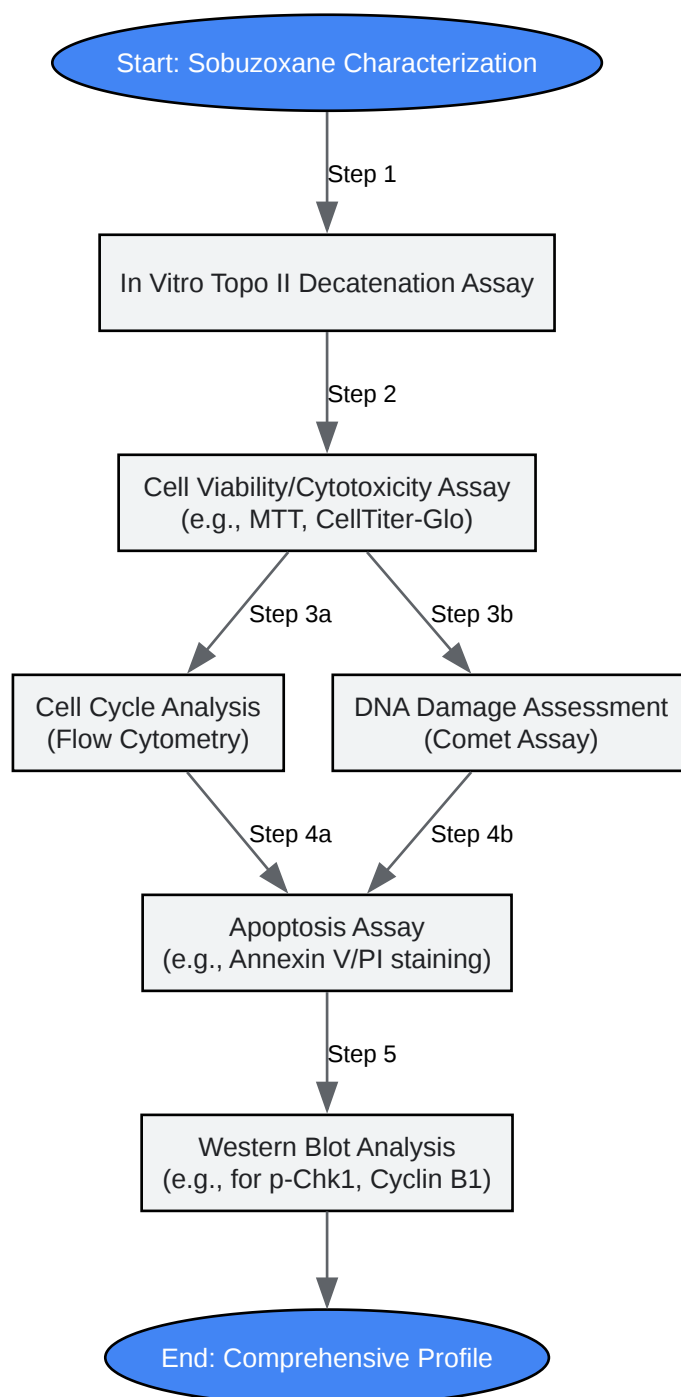 Start: Sobuzoxane Characterization
Step 1
In Vitro Topo II Decatenation Assay
Step 2
Cell Viability/Cytotoxicity Assay
(e.g., MTT, CellTiter-Glo)
Step 3a
Step 3b
Cell Cycle Analysis
(Flow Cytometry)
DNA Damage Assessment
(Comet Assay)
Step 4a
Step 4b
Apoptosis Assay
(e.g., Annexin V/PI staining)
Step 5
Western Blot Analysis
(e.g., for p-Chk1, Cyclin B1)
End: Comprehensive Profile